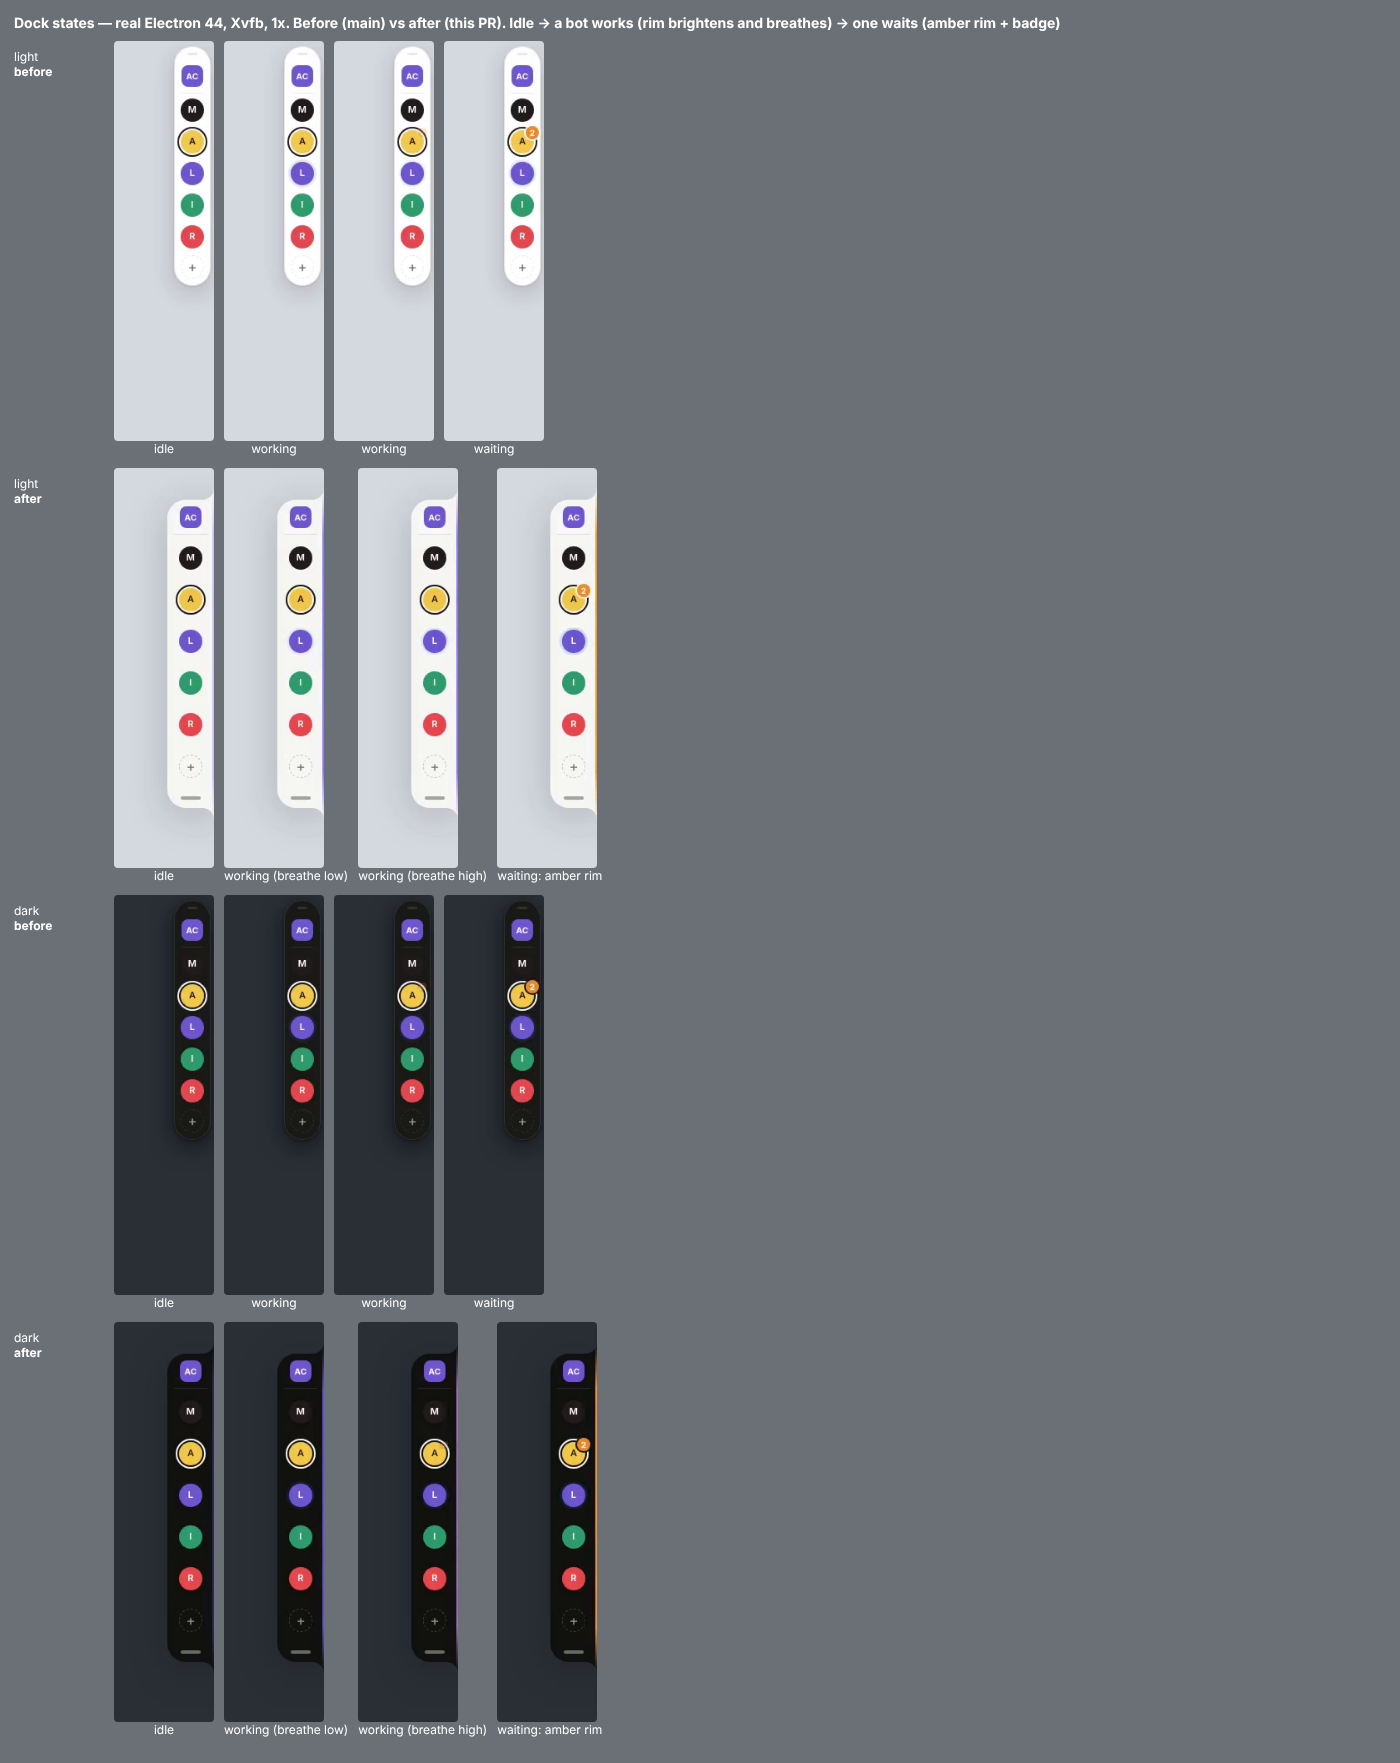 Dock states — real Electron 44, Xvfb, 1x. Before (main) vs after (this PR). Idle → a bot works (rim brightens and breathes) → one waits (amber rim + badge)
light
before
AC AC AC AC
M M M M
A A A A 2
L L L L
I I I I
R R R R
+ + + +
idle working working waiting
light
after
AC AC AC AC
M M M M
A A A A 2
L L L L
I I I I
R R R R
+ + + +
idle working (breathe low) working (breathe high) waiting: amber rim
dark
before
AC AC AC AC
M M M M
A A A A 2
L L L L
I I I I
R R R R
+ + + +
idle working working waiting
dark
after
AC AC AC AC
M M M M
A A A A 2
L L L L
I I I I
R R R R
+ + + +
idle working (breathe low) working (breathe high) waiting: amber rim